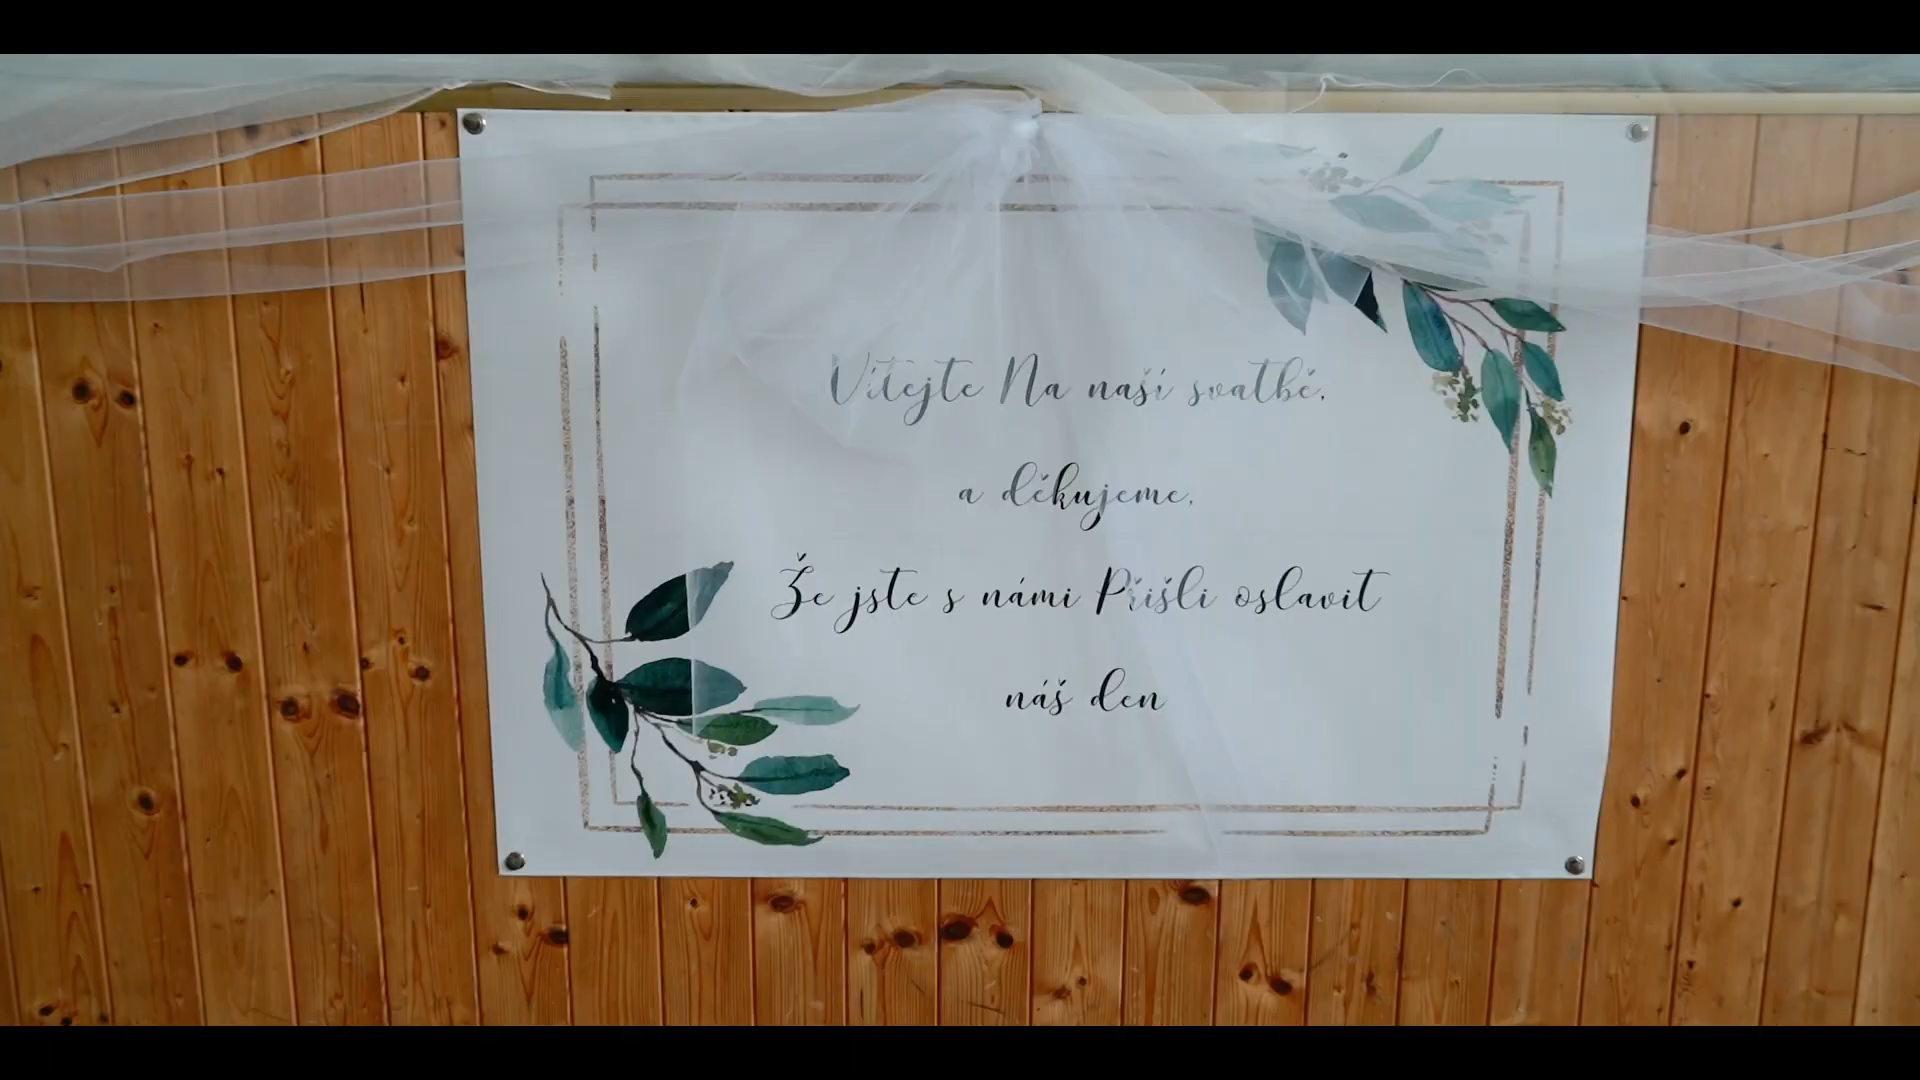 Vítejte Na naší svatbě,
a děkujeme,
Že jste s námi Přišli oslavit
náš den